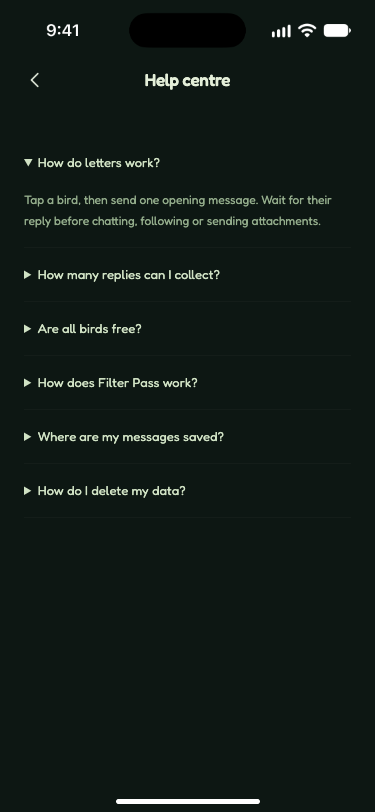 9:41
Help centre
How do letters work?
Tap a bird, then send one opening message. Wait for their
reply before chatting, following or sending attachments.
How many replies can I collect?
Are all birds free?
How does Filter Pass work?
Where are my messages saved?
How do I delete my data?